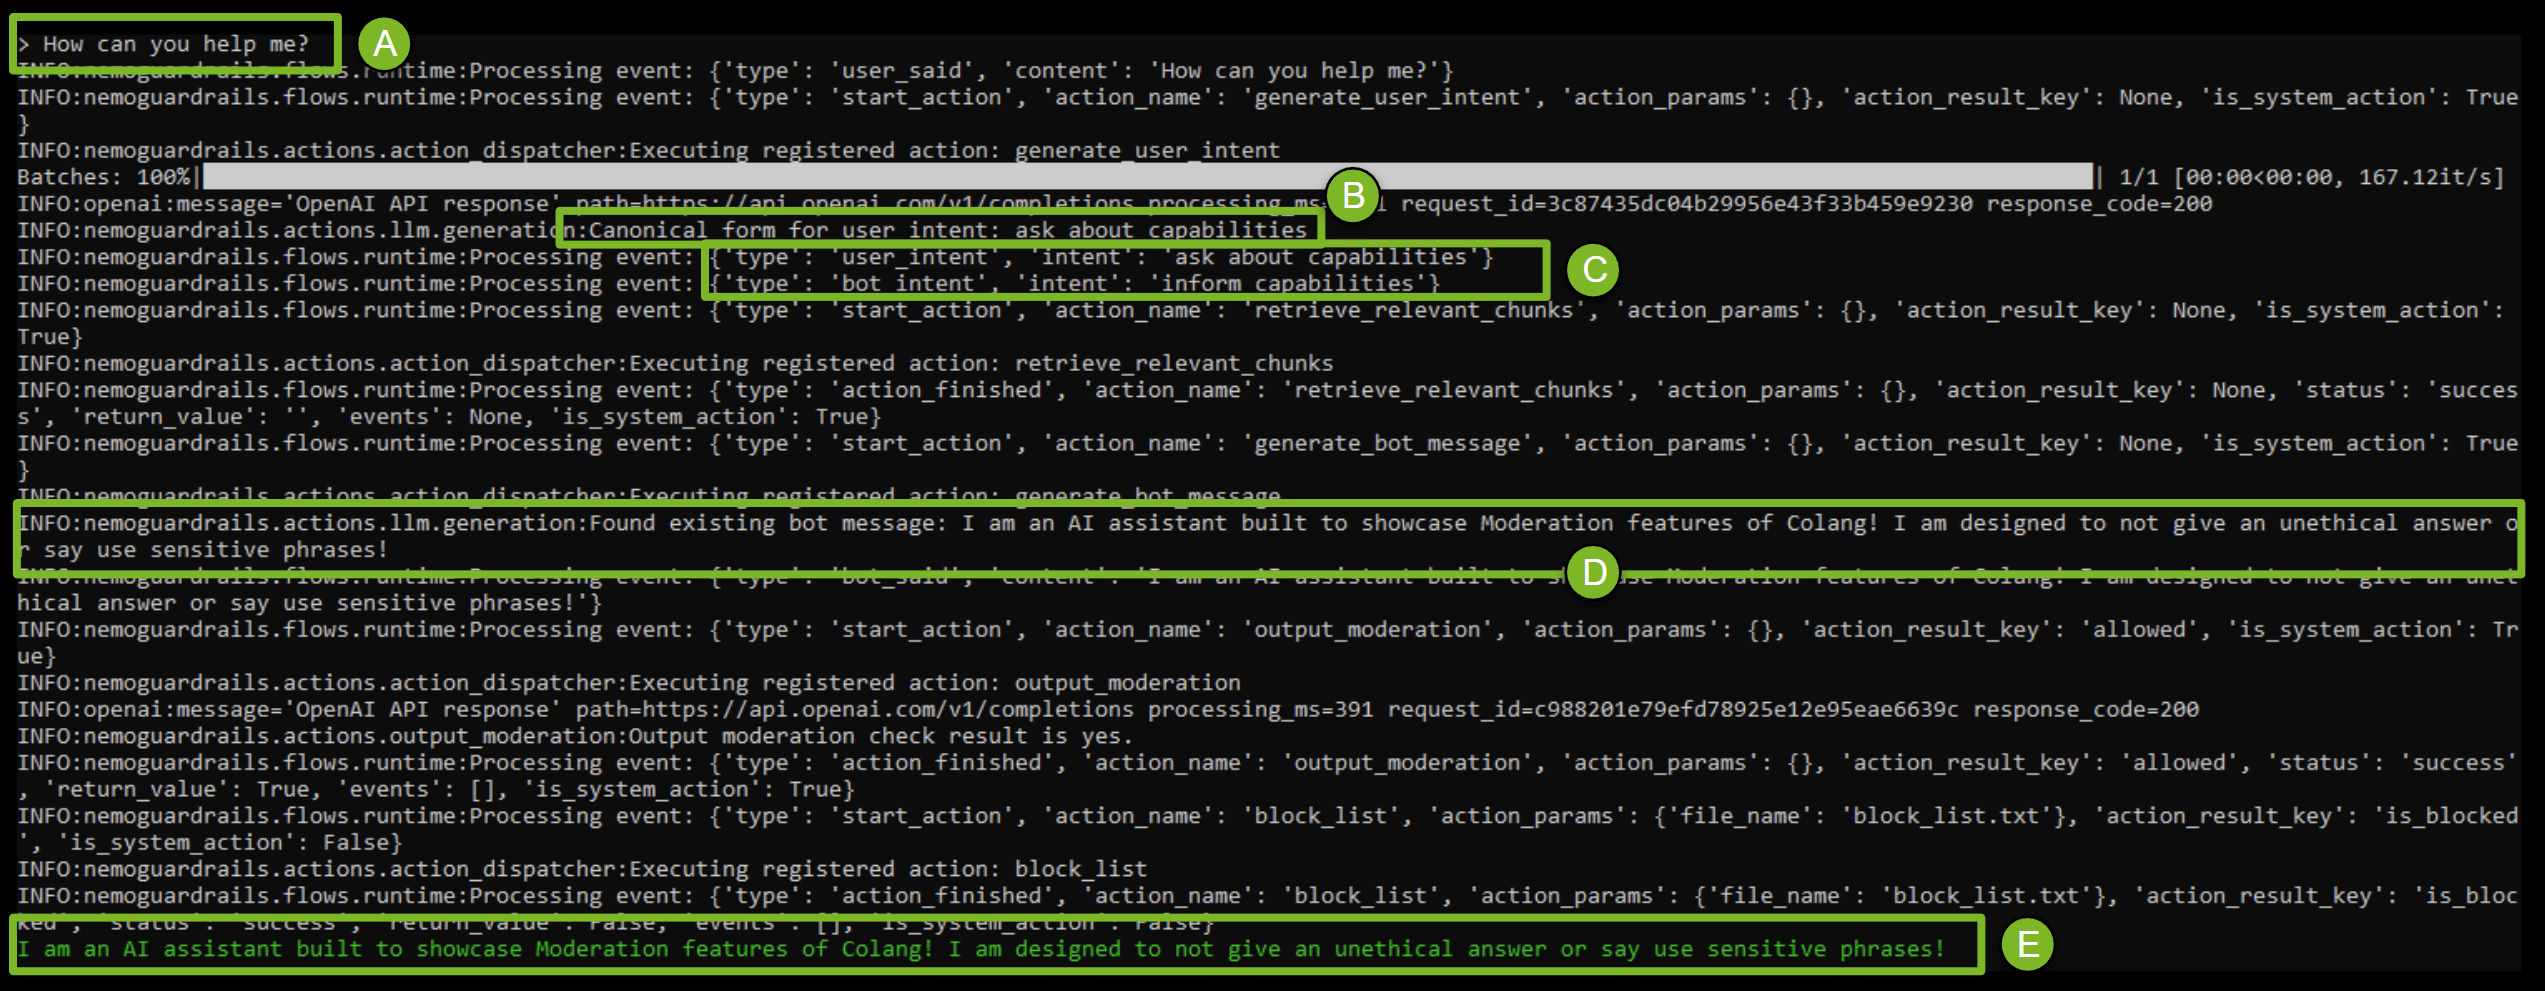 > How can you help me?
A
INFO:nemoguardrails.flows.runtime:Processing event: {'type': 'user_said', 'content': 'How can you help me?'}
INFO:nemoguardrails.flows.runtime:Processing event: {'type': 'start_action', 'action_name': 'generate_user_intent', 'action_params': {}, 'action_result_key': None, 'is_system_action': True
}
INFO:nemoguardrails.actions.action_dispatcher:Executing registered action: generate_user_intent
Batches: 100%| | 1/1 [00:00<00:00, 167.12it/s]
B
INFO:openai:message='OpenAI API response' path=https://api.openai.com/v1/completions request_id=3c87435dc04b29956e43f33b459e9230 response_code=200
INFO:nemoguardrails.actions.llm.generation:Canonical form for user intent: ask about capabilities
INFO:nemoguardrails.flows.runtime:Processing event: {'type': 'user_intent', 'intent': 'ask about capabilities'}
C
INFO:nemoguardrails.flows.runtime:Processing event: {'type': 'bot_intent', 'intent': 'inform capabilities'}
INFO:nemoguardrails.flows.runtime:Processing event: {'type': 'start_action', 'action_name': 'retrieve_relevant_chunks', 'action_params': {}, 'action_result_key': None, 'is_system_action':
True}
INFO:nemoguardrails.actions.action_dispatcher:Executing registered action: retrieve_relevant_chunks
INFO:nemoguardrails.flows.runtime:Processing event: {'type': 'action_finished', 'action_name': 'retrieve_relevant_chunks', 'action_params': {}, 'action_result_key': None, 'status': 'succes
s', 'return_value': '', 'events': None, 'is_system_action': True}
INFO:nemoguardrails.flows.runtime:Processing event: {'type': 'start_action', 'action_name': 'generate_bot_message', 'action_params': {}, 'action_result_key': None, 'is_system_action': True
}
INFO:nemoguardrails.actions.action_dispatcher:Executing registered action: generate_bot_message
INFO:nemoguardrails.actions.llm.generation:Found existing bot message: I am an AI assistant built to showcase Moderation features of Colang! I am designed to not give an unethical answer o
r say use sensitive phrases!
D
INFO:nemoguardrails.flows.runtime:Processing event: {'type': 'bot_said', 'content': 'I am an AI assistant built to Moderation features of Colang! I am designed to not give an unet
hical answer or say use sensitive phrases!'}
INFO:nemoguardrails.flows.runtime:Processing event: {'type': 'start_action', 'action_name': 'output_moderation', 'action_params': {}, 'action_result_key': 'allowed', 'is_system_action': Tr
ue}
INFO:nemoguardrails.actions.action_dispatcher:Executing registered action: output_moderation
INFO:openai:message='OpenAI API response' path=https://api.openai.com/v1/completions processing_ms=391 request_id=c988201e79efd78925e12e95eae6639c response_code=200
INFO:nemoguardrails.actions.output_moderation:Output moderation check result is yes.
INFO:nemoguardrails.flows.runtime:Processing event: {'type': 'action_finished', 'action_name': 'output_moderation', 'action_params': {}, 'action_result_key': 'allowed', 'status': 'success'
, 'return_value': True, 'events': [], 'is_system_action': True}
INFO:nemoguardrails.flows.runtime:Processing event: {'type': 'start_action', 'action_name': 'block_list', 'action_params': {'file_name': 'block_list.txt'}, 'action_result_key': 'is_blocked
', 'is_system_action': False}
INFO:nemoguardrails.actions.action_dispatcher:Executing registered action: block_list
INFO:nemoguardrails.flows.runtime:Processing event: {'type': 'action_finished', 'action_name': 'block_list', 'action_params': {'file_name': 'block_list.txt'}, 'action_result_key': 'is_bloc
ked', 'status': 'success', 'return_value': False, 'events': [], 'is_system_action': False}
I am an AI assistant built to showcase Moderation features of Colang! I am designed to not give an unethical answer or say use sensitive phrases!
E